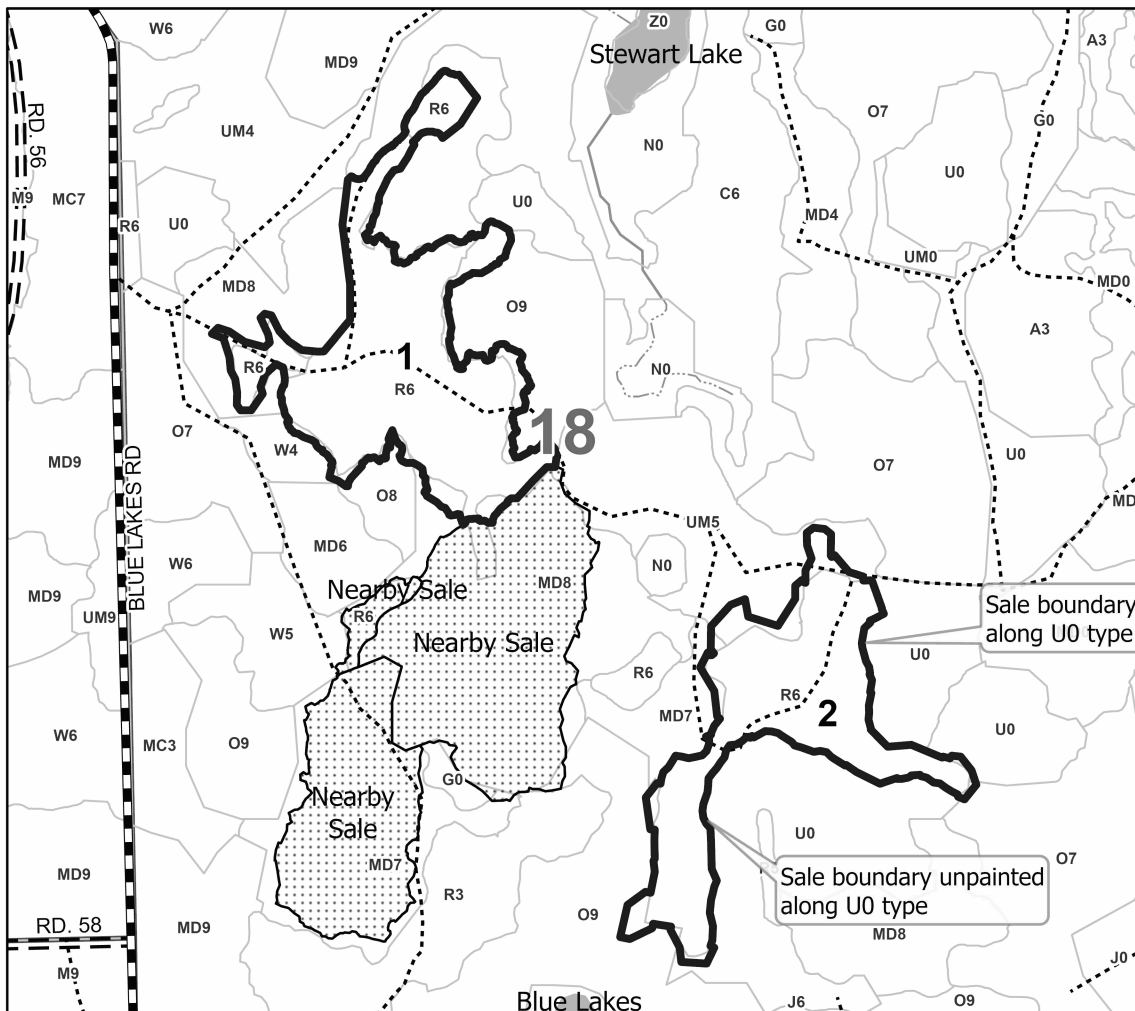 Z0
G0
W6
A3
Stewart Lake
MD9
R6
O7
RD. 56
G0
UM4
N0
U0
M9
MC7
C6
U0
MD4
R6
U0
UM0
MD8
MD0
O9
A3
1
R6
N0
R6
18
O7
W4
U0
MD9
O7
O8
MD
UM5
BLUE LAKES RD
MD6
W6
N0
MD8
Nearby Sale
MD9
Sale boundary
along U0 type
UM9
R6
W5
Nearby Sale
U0
R6
R6
MD7
2
W6
MC3
O9
U0
G0
Nearby
Sale
U0
MD7
O7
MD9
Sale boundary unpainted
along U0 type
R3
O9
RD. 58
MD9
MD8
J0
M9
Blue Lakes
J6
O9